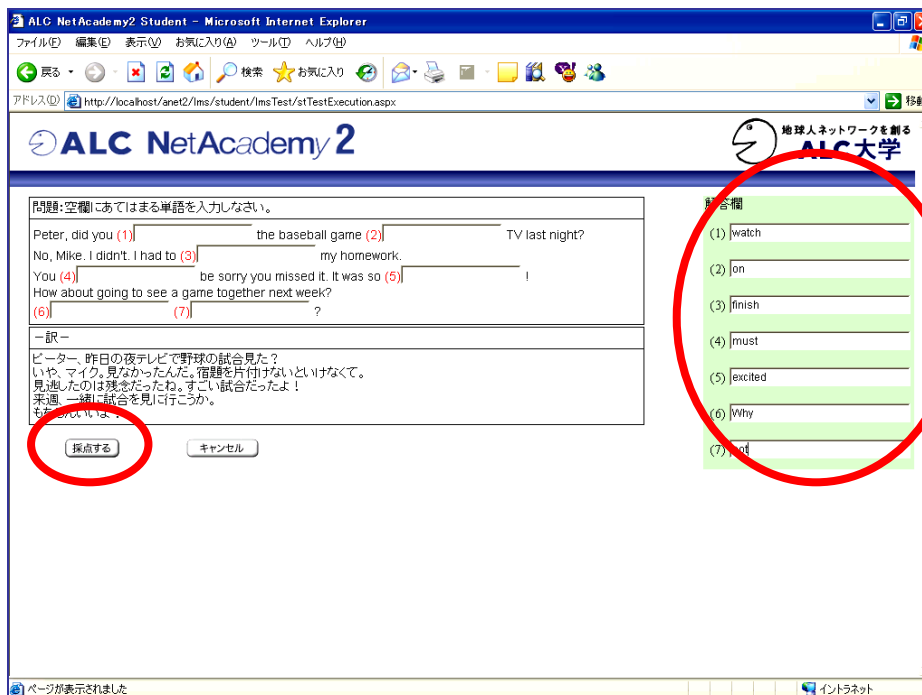 ALC NetAcademy2 Student - Microsoft Internet Explorer
ファイル(F) 編集(E) 表示(V) お気に入り(A) ツール(T) ヘルプ(H)
戻る 検索 お気に入り
アドレス(D) http://localhost/anet2/lms/student/lmsTest/stTestExecution.aspx 移動
ALC NetAcademy 2
地球人ネットワークを創る
ALC大学
問題:空欄にあてはまる単語を入力しなさい。
Peter, did you (1) the baseball game (2) TV last night?
No, Mike. I didn't. I had to (3) my homework.
You (4) be sorry you missed it. It was so (5) !
How about going to see a game together next week?
(6) (7) ?
-訳-
ピーター、昨日の夜テレビで野球の試合見た?
いや、マイク。見なかったんだ。宿題を片付けないといけなくて。
見逃したのは残念だったね。すごい試合だったよ!
来週、一緒に試合を見に行こうか。
もちろんいいよ!
採点する キャンセル
解答欄
(1) watch
(2) on
(3) finish
(4) must
(5) excited
(6) Why
(7) not
ページが表示されました イントラネット